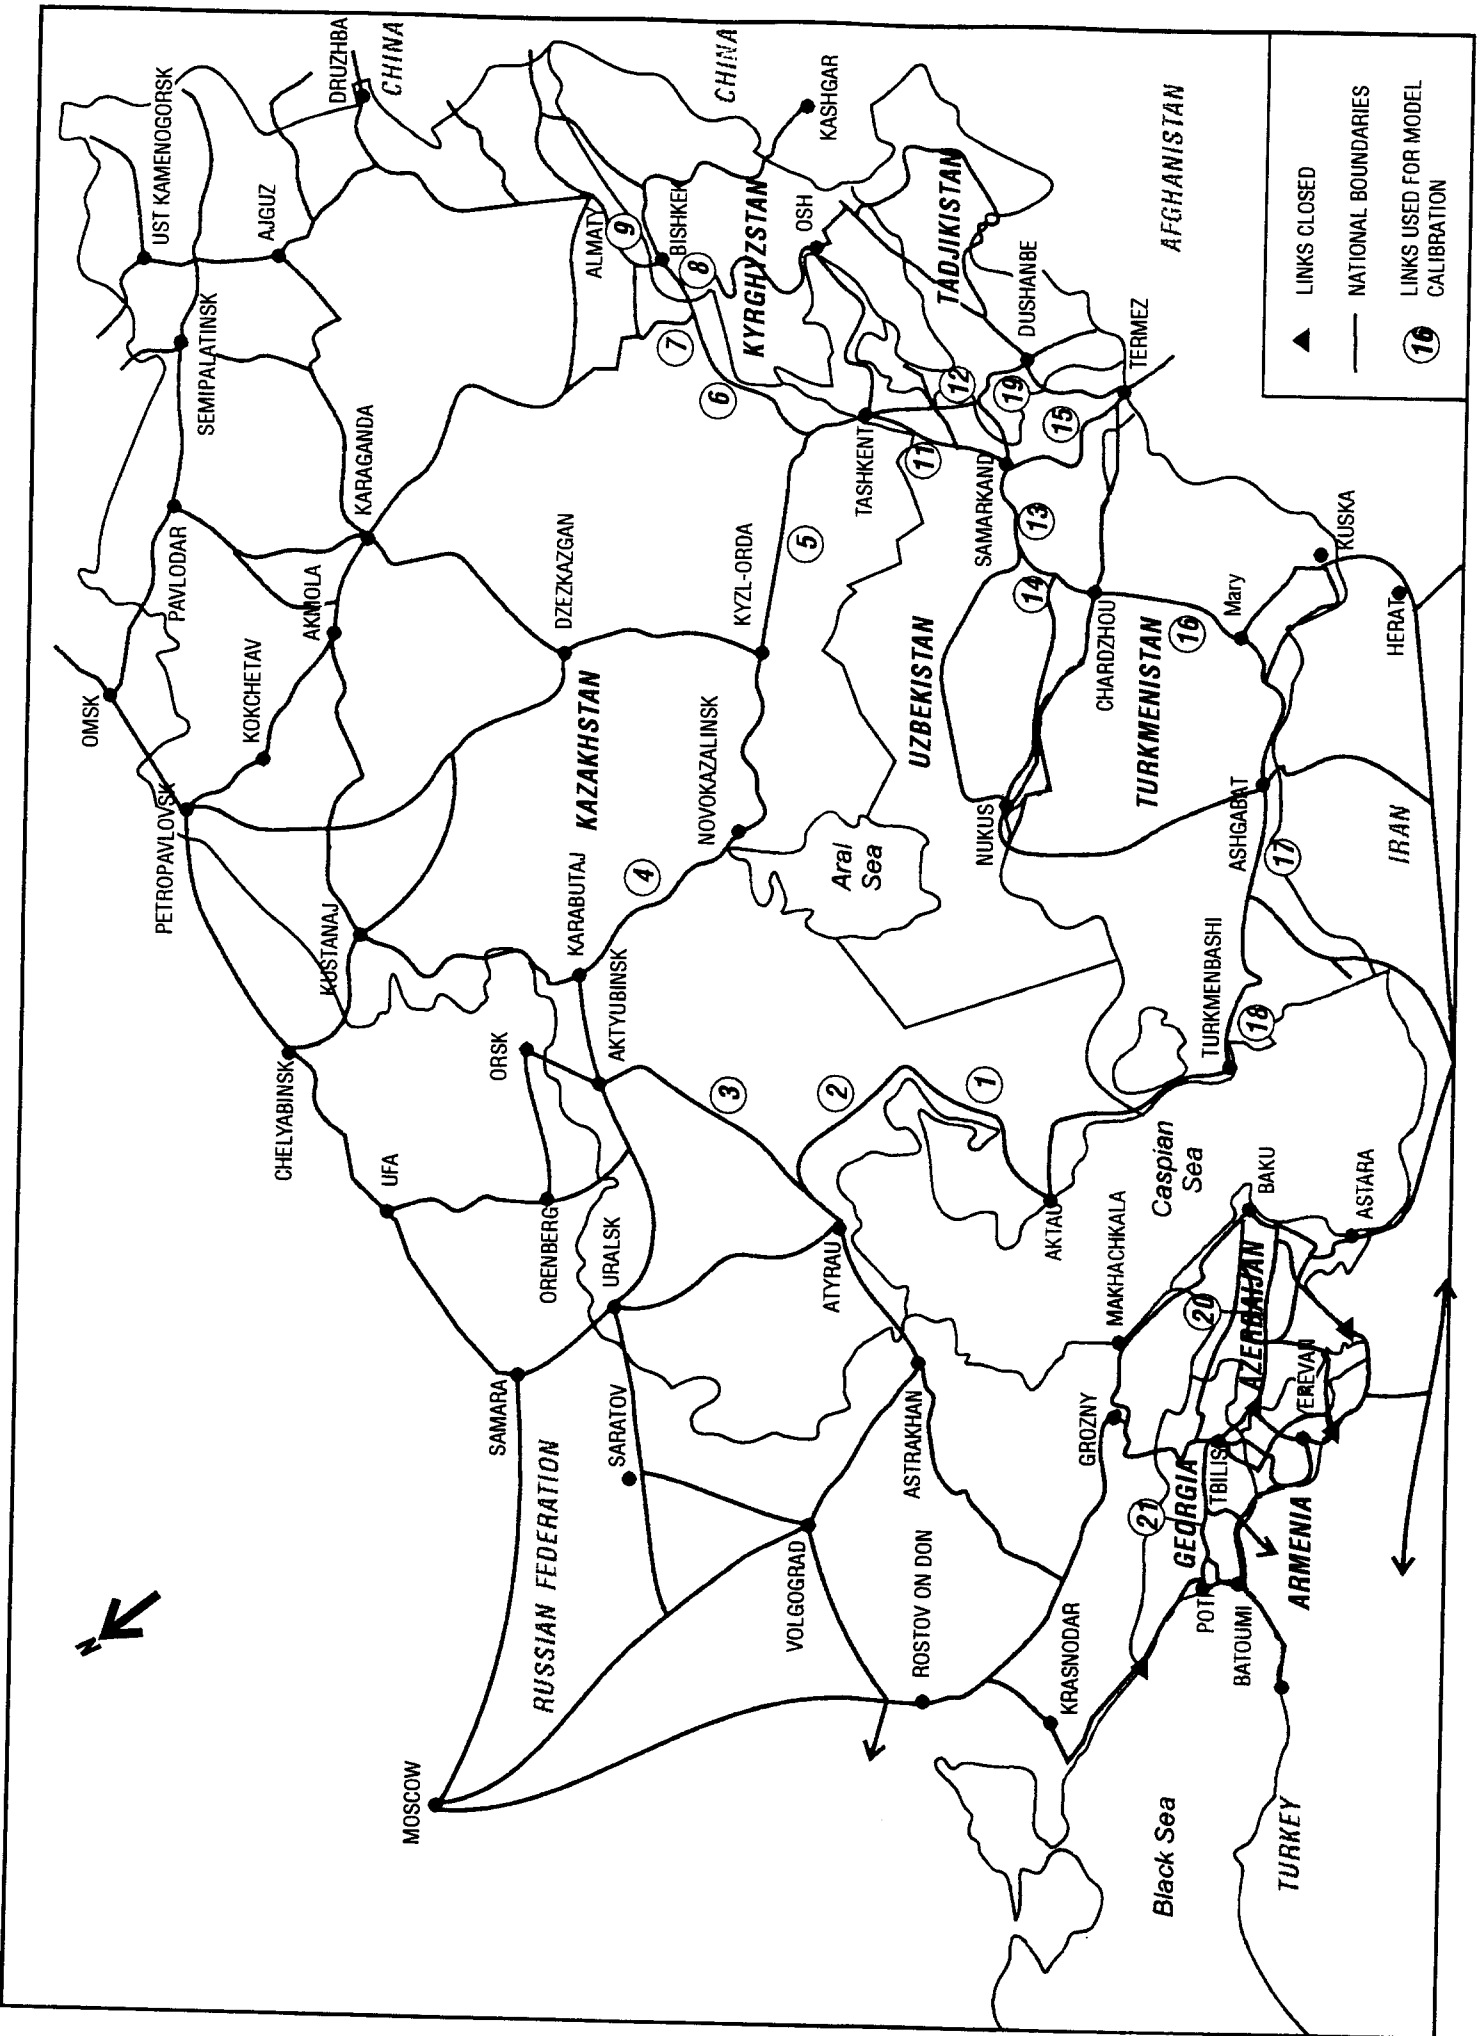 MOSCOW
RUSSIAN FEDERATION
SAMARA
SARATOV
UFA
CHELYABINSK
ORENBERG
URALSK
ORSK
AKTYUBINSK
KARABUTAJ
KUSTANAJ
PETROPAVLOVSK
OMSK
KOKCHETAV
AKMOLA
PAVLODAR
KARAGANDA
SEMIPALATINSK
UST KAMENOGORSK
AJGUZ
DRUZHBA
CHINA
VOLGOGRAD
ASTRAKHAN
ATYRAU
3
2
1
4
KAZAKHSTAN
DZEZKAZGAN
NOVOKAZALINSK
KYZL-ORDA
5
6
7
8
9
ALMATY
BISHKEK
KYRGHYZSTAN
OSH
CHINA
KASHGAR
ROSTOV ON DON
KRASNODAR
GROZNY
MAKHACHKALA
AKTAU
Caspian
Sea
Aral
Sea
NUKUS
UZBEKISTAN
TASHKENT
11
SAMARKAND
12
13
14
15
19
TADJIKISTAN
DUSHANBE
TERMEZ
AFGHANISTAN
Black Sea
TURKEY
POTI
BATOUMI
21
GEORGIA
TBILISI
ARMENIA
YEREVAN
20
AZERBAIJAN
BAKU
ASTARA
TURKMENBASHI
18
ASHGABAT
17
TURKMENISTAN
CHARDZHOU
16
Mary
KUSKA
HERAT
IRAN
N
LINKS CLOSED
NATIONAL BOUNDARIES
16
LINKS USED FOR MODEL
CALIBRATION